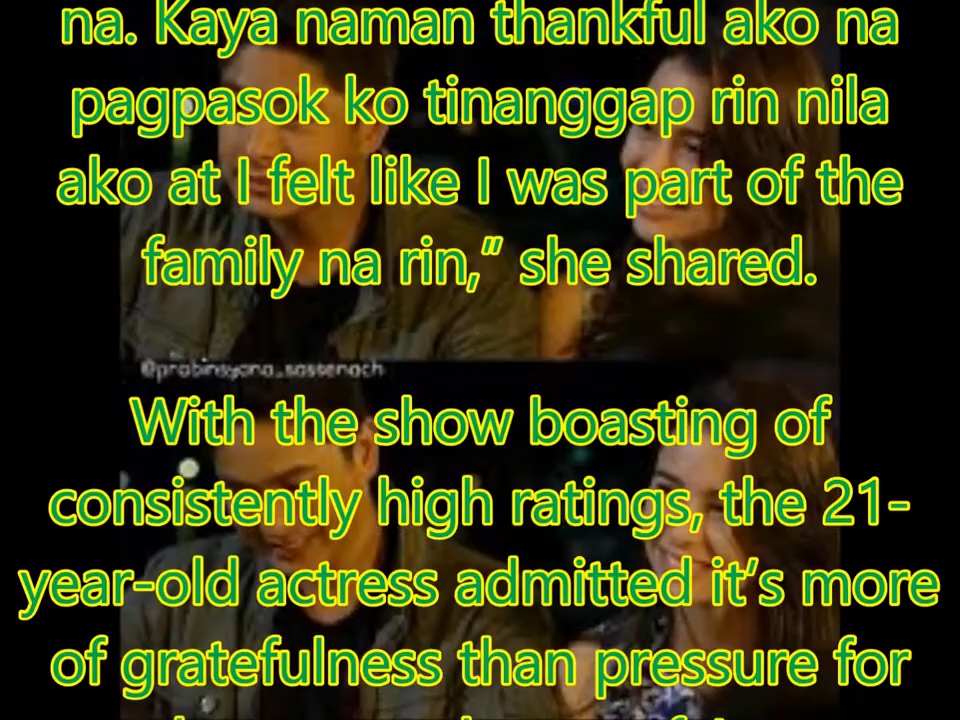 na. Kaya naman thankful ako na
pagpasok ko tinanggap rin nila
ako at I felt like I was part of the
family na rin,” she shared.
@probinsyana_sassenach
With the show boasting of
consistently high ratings, the 21-
year-old actress admitted it’s more
of gratefulness than pressure for